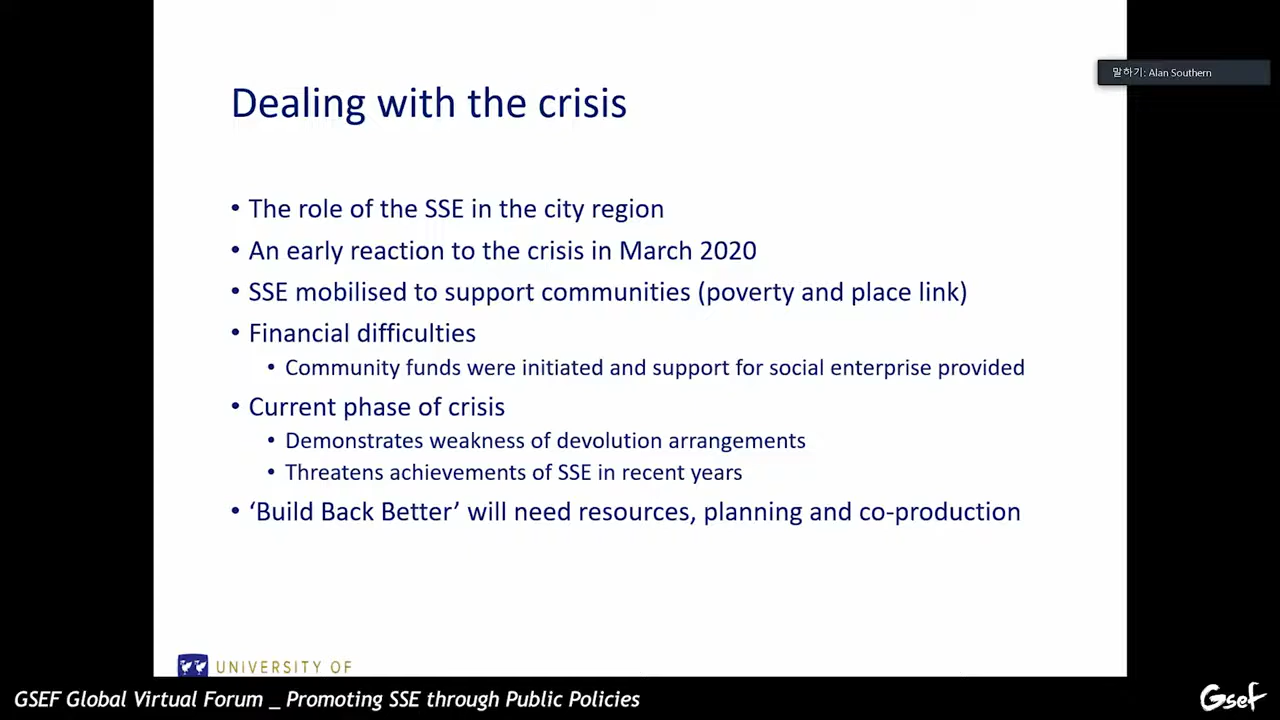 말하기: Alan Southern
Dealing with the crisis
• The role of the SSE in the city region
• An early reaction to the crisis in March 2020
• SSE mobilised to support communities (poverty and place link)
• Financial difficulties
• Community funds were initiated and support for social enterprise provided
• Current phase of crisis
• Demonstrates weakness of devolution arrangements
• Threatens achievements of SSE in recent years
• ‘Build Back Better’ will need resources, planning and co-production
UNIVERSITY OF
GSEF Global Virtual Forum _ Promoting SSE through Public Policies
Gsef